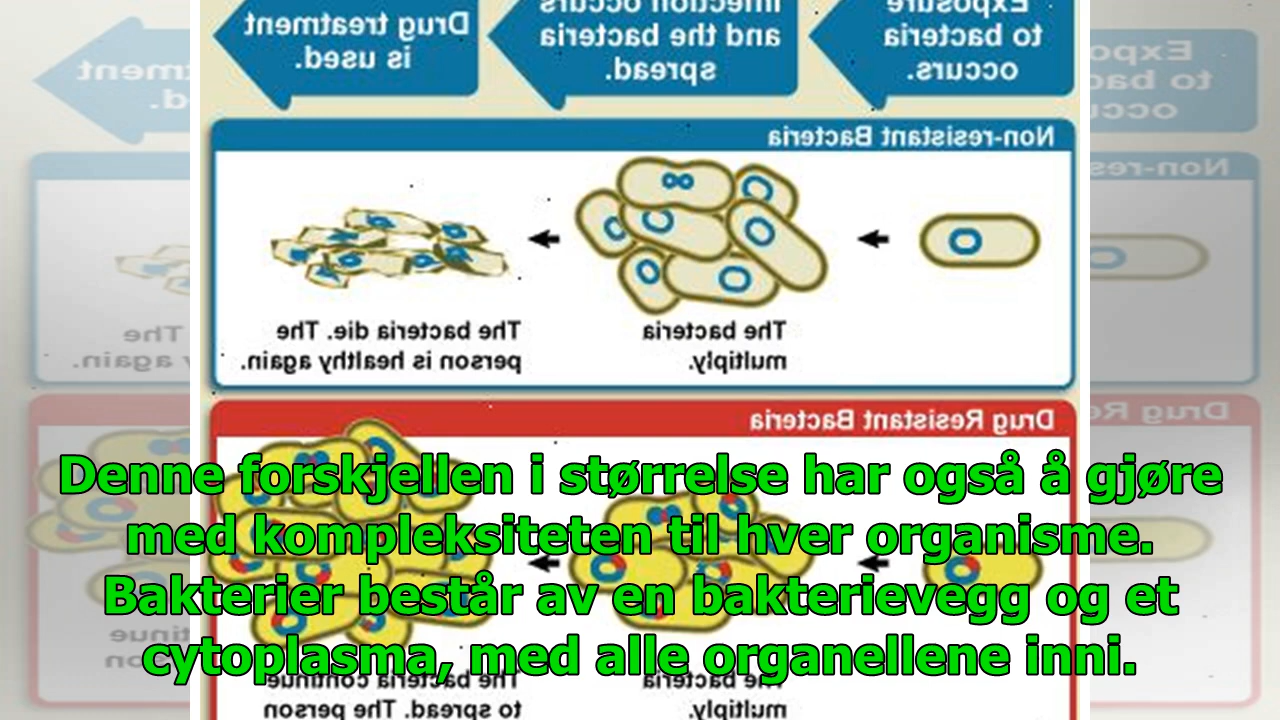 Exposure
to bacteria
occurs.
infection occurs
and the bacteria
spread.
Drug treatment
is used.
Non-resistant Bacteria
The bacteria
multiply.
The bacteria die. The
person is healthy again.
Drug Resistant Bacteria
Denne forskjellen i størrelse har også å gjøre
med kompleksiteten til hver organisme.
Bakterier består av en bakterievegg og et
cytoplasma, med alle organellene inni.
The bacteria
multiply.
The bacteria continue
to spread. The person